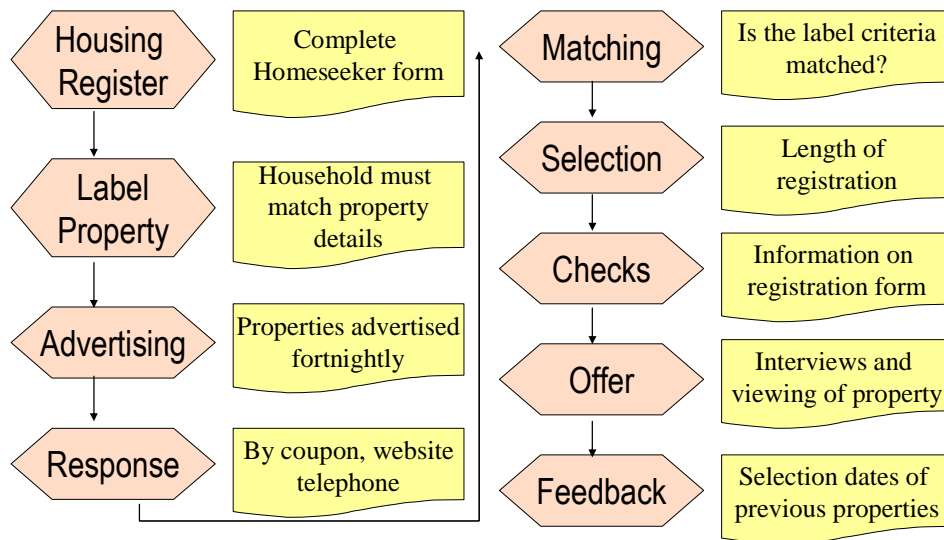 Housing
Register
Complete
Homeseeker form
Label
Property
Household must
match property
details
Advertising
Properties advertised
fortnightly
Response
By coupon, website
telephone
Matching
Is the label criteria
matched?
Selection
Length of
registration
Checks
Information on
registration form
Offer
Interviews and
viewing of property
Feedback
Selection dates of
previous properties